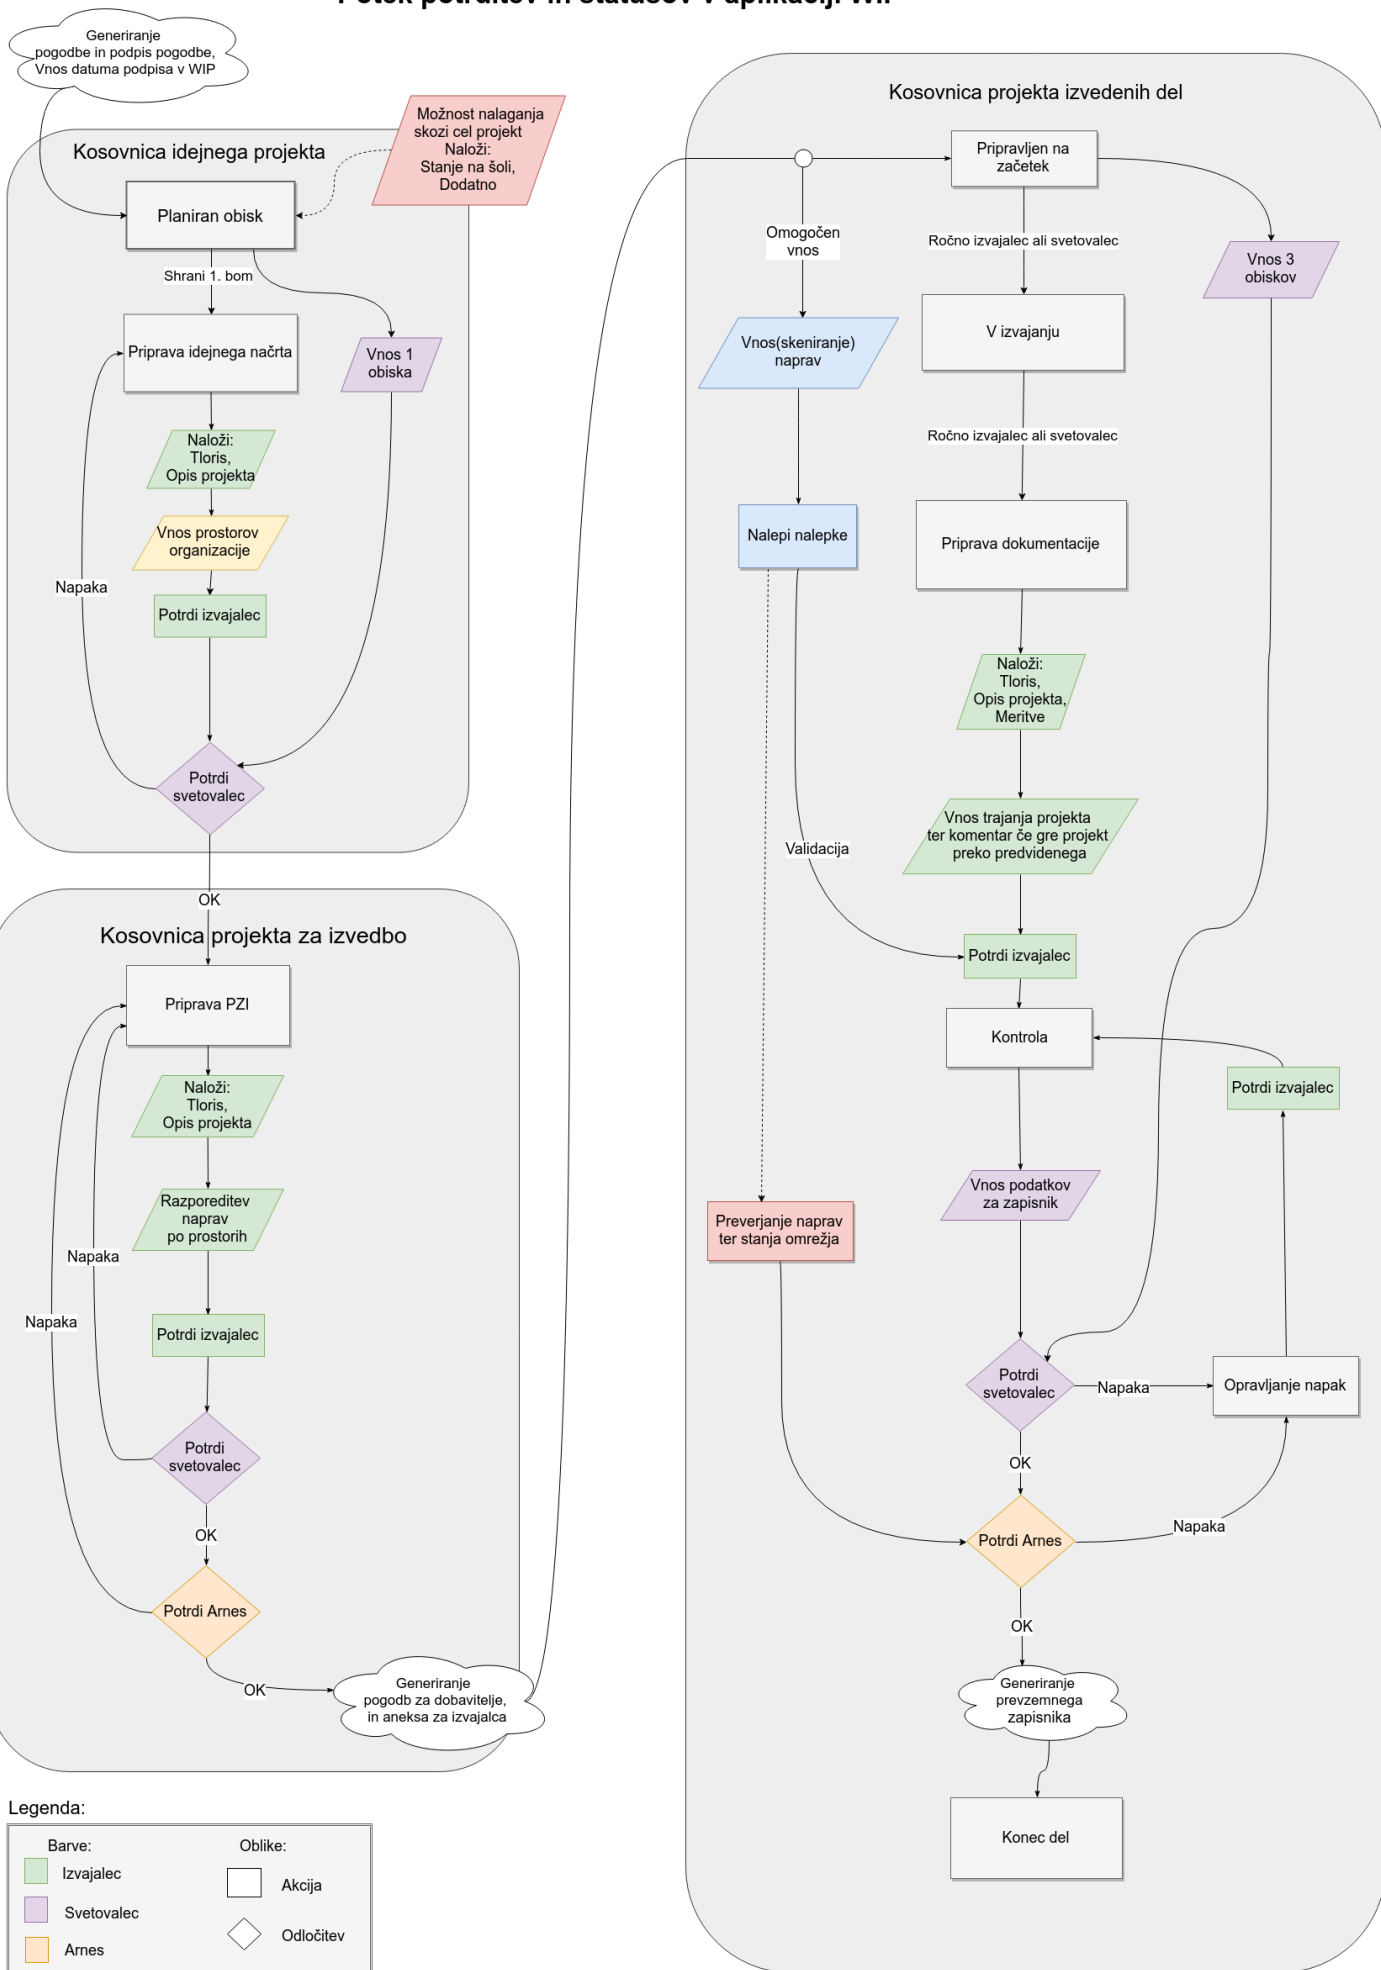 Potek potrditev in statusov v aplikaciji WIP
Generiranje
pogodbe in podpis pogodbe,
Vnos datuma podpisa v WIP
Kosovnica idejnega projekta
Možnost nalaganja
skozi cel projekt
Naloži:
Stanje na šoli,
Dodatno
Planiran obisk
Shrani 1. bom
Priprava idejnega načrta
Vnos 1
obiska
Naloži:
Tloris,
Opis projekta
Vnos prostorov
organizacije
Napaka
Potrdi izvajalec
Potrdi
svetovalec
OK
Kosovnica projekta za izvedbo
Priprava PZI
Naloži:
Tloris,
Opis projekta
Razporeditev
naprav
po prostorih
Napaka
Napaka
Potrdi izvajalec
Potrdi
svetovalec
OK
Potrdi Arnes
OK
Generiranje
pogodb za dobavitelje,
in aneksa za izvajalca
Kosovnica projekta izvedenih del
Pripravljen na
začetek
Omogočen
vnos
Ročno izvajalec ali svetovalec
Vnos 3
obiskov
Vnos(skeniranje)
naprav
V izvajanju
Ročno izvajalec ali svetovalec
Nalepi nalepke
Priprava dokumentacije
Naloži:
Tloris,
Opis projekta,
Meritve
Vnos trajanja projekta
ter komentar če gre projekt
preko predvidenega
Validacija
Potrdi izvajalec
Kontrola
Potrdi izvajalec
Vnos podatkov
za zapisnik
Preverjanje naprav
ter stanja omrežja
Potrdi
svetovalec
Napaka
Opravljanje napak
OK
Potrdi Arnes
Napaka
OK
Generiranje
prevzemnega
zapisnika
Konec del
Legenda:
Barve:
Oblike:
Izvajalec
Akcija
Svetovalec
Odločitev
Arnes